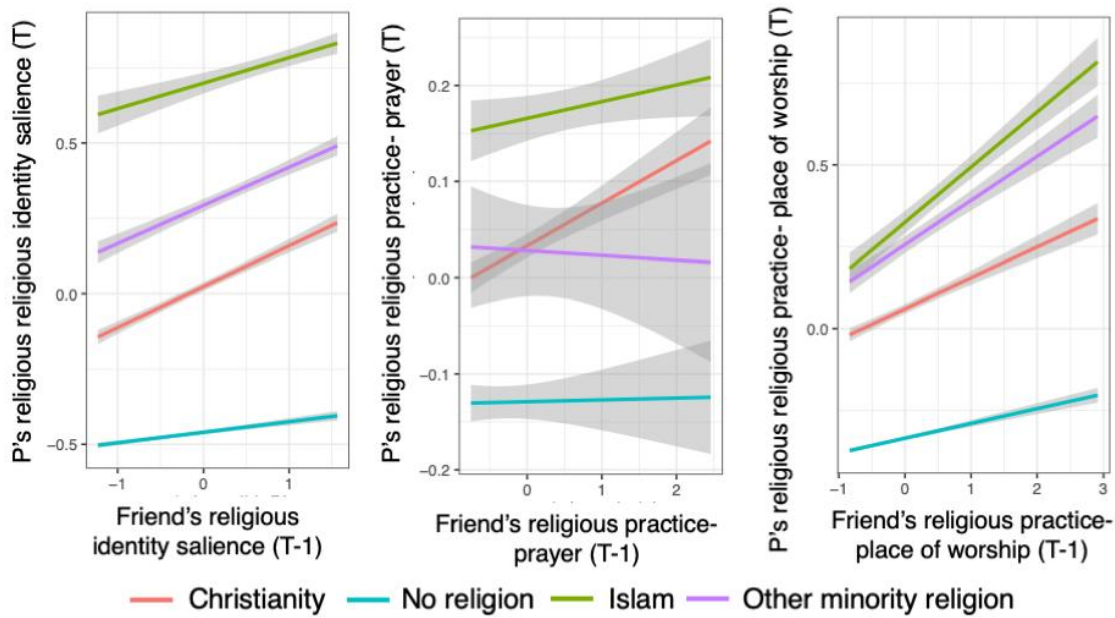 P's religious religious identity salience (T)
0.5
0.0
−0.5
−1
0
1
Friend's religious
identity salience (T-1)
P's religious religious practice- prayer (T)
0.2
0.1
0.0
−0.1
−0.2
0
1
2
Friend's religious practice-
prayer (T-1)
P's religious religious practice- place of worship (T)
0.5
0.0
−1
0
1
2
3
Friend's religious practice-
place of worship (T-1)
Christianity No religion Islam Other minority religion